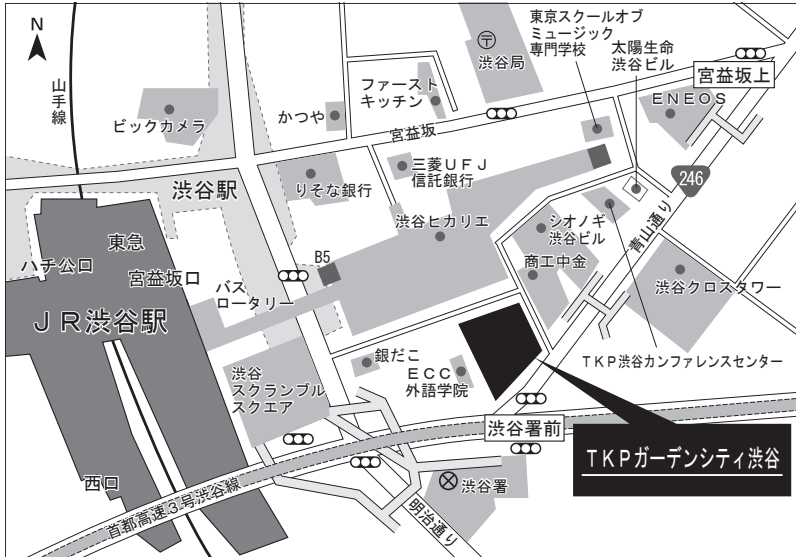 N
山手線
ビックカメラ
かつや
ファースト
キッチン
〒
渋谷局
東京スクールオブ
ミュージック
専門学校
太陽生命
渋谷ビル
宮益坂上
ENEOS
宮益坂
りそな銀行
三菱UFJ
信託銀行
渋谷ヒカリエ
シオノギ
渋谷ビル
商工中金
246
青山通り
渋谷クロスタワー
TKP渋谷カンファレンスセンター
渋谷駅
東急
ハチ公口
宮益坂口
JR渋谷駅
バス
ロータリー
B5
渋谷
スクランブル
スクエア
銀だこ
ECC
外語学院
渋谷署前
TKPガーデンシティ渋谷
西口
首都高速3号渋谷線
渋谷署
明治通り